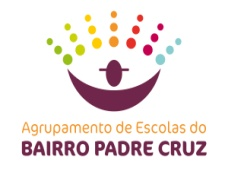 Agrupamento de Escolas do
BAIRRO PADRE CRUZ